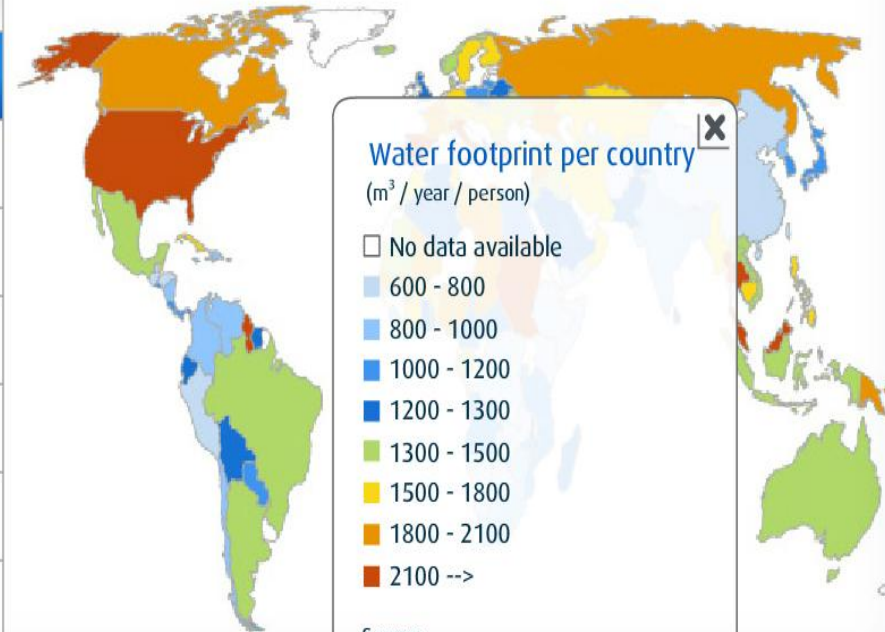 Water footprint per country
(m³ / year / person)
No data available
600 - 800
800 - 1000
1000 - 1200
1200 - 1300
1300 - 1500
1500 - 1800
1800 - 2100
2100 -->